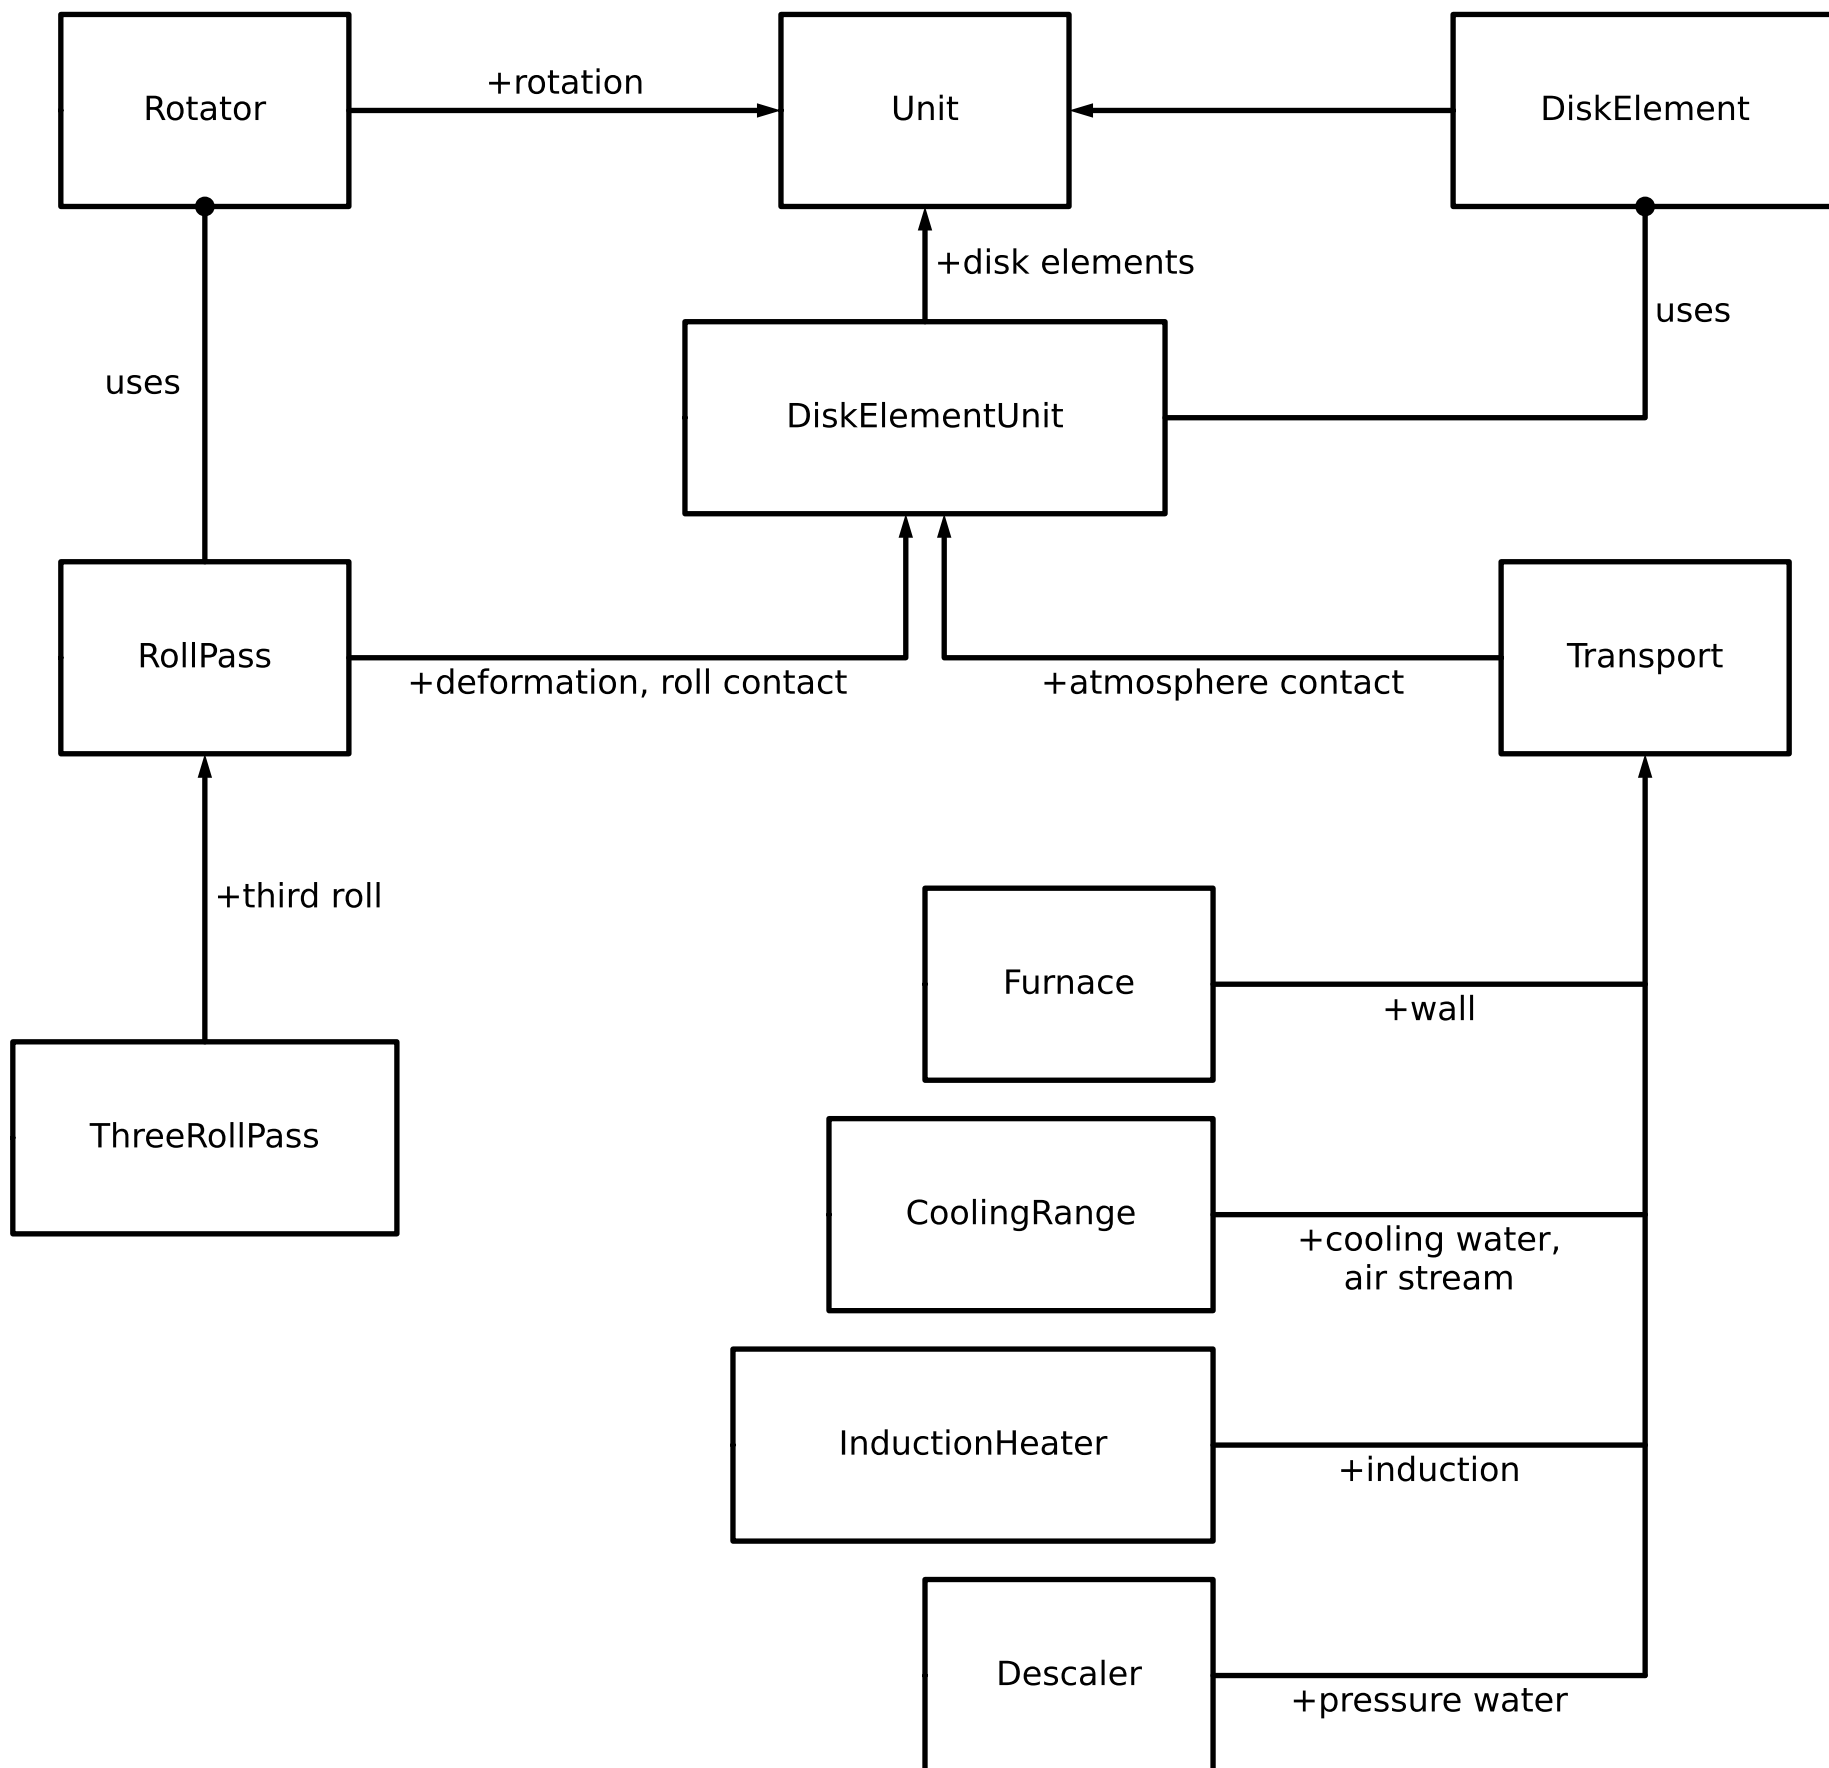 Rotator
+rotation
Unit
DiskElement
+disk elements
uses
uses
DiskElementUnit
RollPass
+deformation, roll contact
+atmosphere contact
Transport
+third roll
Furnace
+wall
ThreeRollPass
CoolingRange
+cooling water,
air stream
InductionHeater
+induction
Descaler
+pressure water